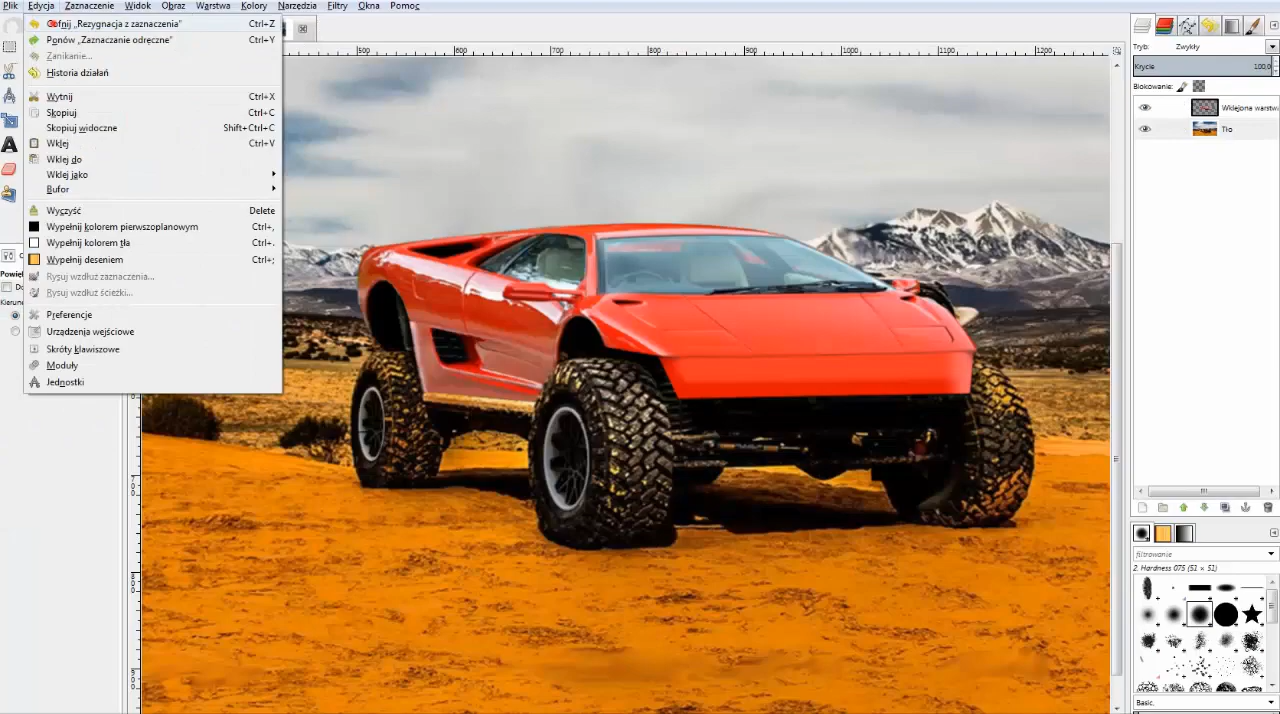 Plik Edycja Zaznaczenie Widok Obraz Warstwa Kolory Narzędzia Filtry Okna Pomoc
Cofnij „Rezygnacja z zaznaczenia” Ctrl+Z
Ponów „Zaznaczanie odręczne” Ctrl+Y
Zanikanie...
Historia działań
Wytnij Ctrl+X
Skopiuj Ctrl+C
Skopiuj widoczne Shift+Ctrl+C
Wklej Ctrl+V
Wklej do
Wklej jako
Bufor
Wyczyść Delete
Wypełnij kolorem pierwszoplanowym Ctrl+,
Wypełnij kolorem tła Ctrl+.
Wypełnij deseniem Ctrl+;
Rysuj wzdłuż zaznaczenia...
Rysuj wzdłuż ścieżki...
Preferencje
Urządzenia wejściowe
Skróty klawiszowe
Moduły
Jednostki
500 600 700 800 900 1000 1100 1200
700
800
900
Tryb: Zwykły
Krycie 100,0
Blokowanie:
Wklejona warstwa
Tło
filtrowanie
2. Hardness 075 (51 × 51)
Basic.